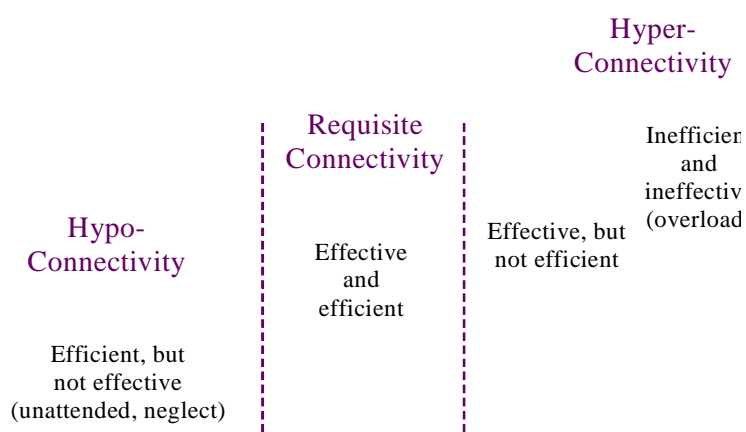 Hyper-
Connectivity
Requisite
Connectivity
Inefficien
and
ineffectiv
(overload
Hypo-
Connectivity
Effective
and
efficient
Effective, but
not efficient
Efficient, but
not effective
(unattended, neglect)